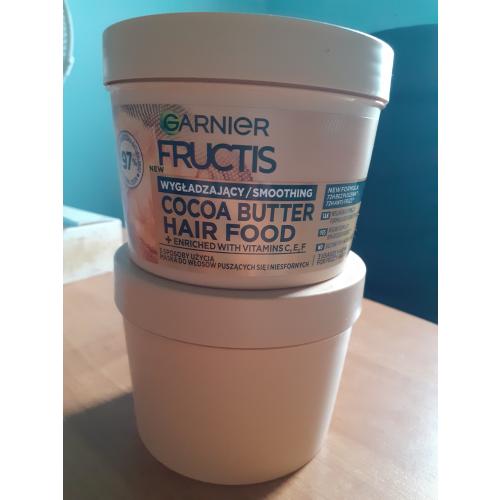 GARNIER
FRUCTIS
NEW
97%
WYGŁADZAJĄCY/SMOOTHING
COCOA BUTTER
HAIR FOOD
+ ENRICHED WITH VITAMINS C, E, F
3 SPOSOBY UŻYCIA
MASKA DO WŁOSÓW PUSZĄCYCH SIĘ I NIESFORNYCH
NEW FORMULA